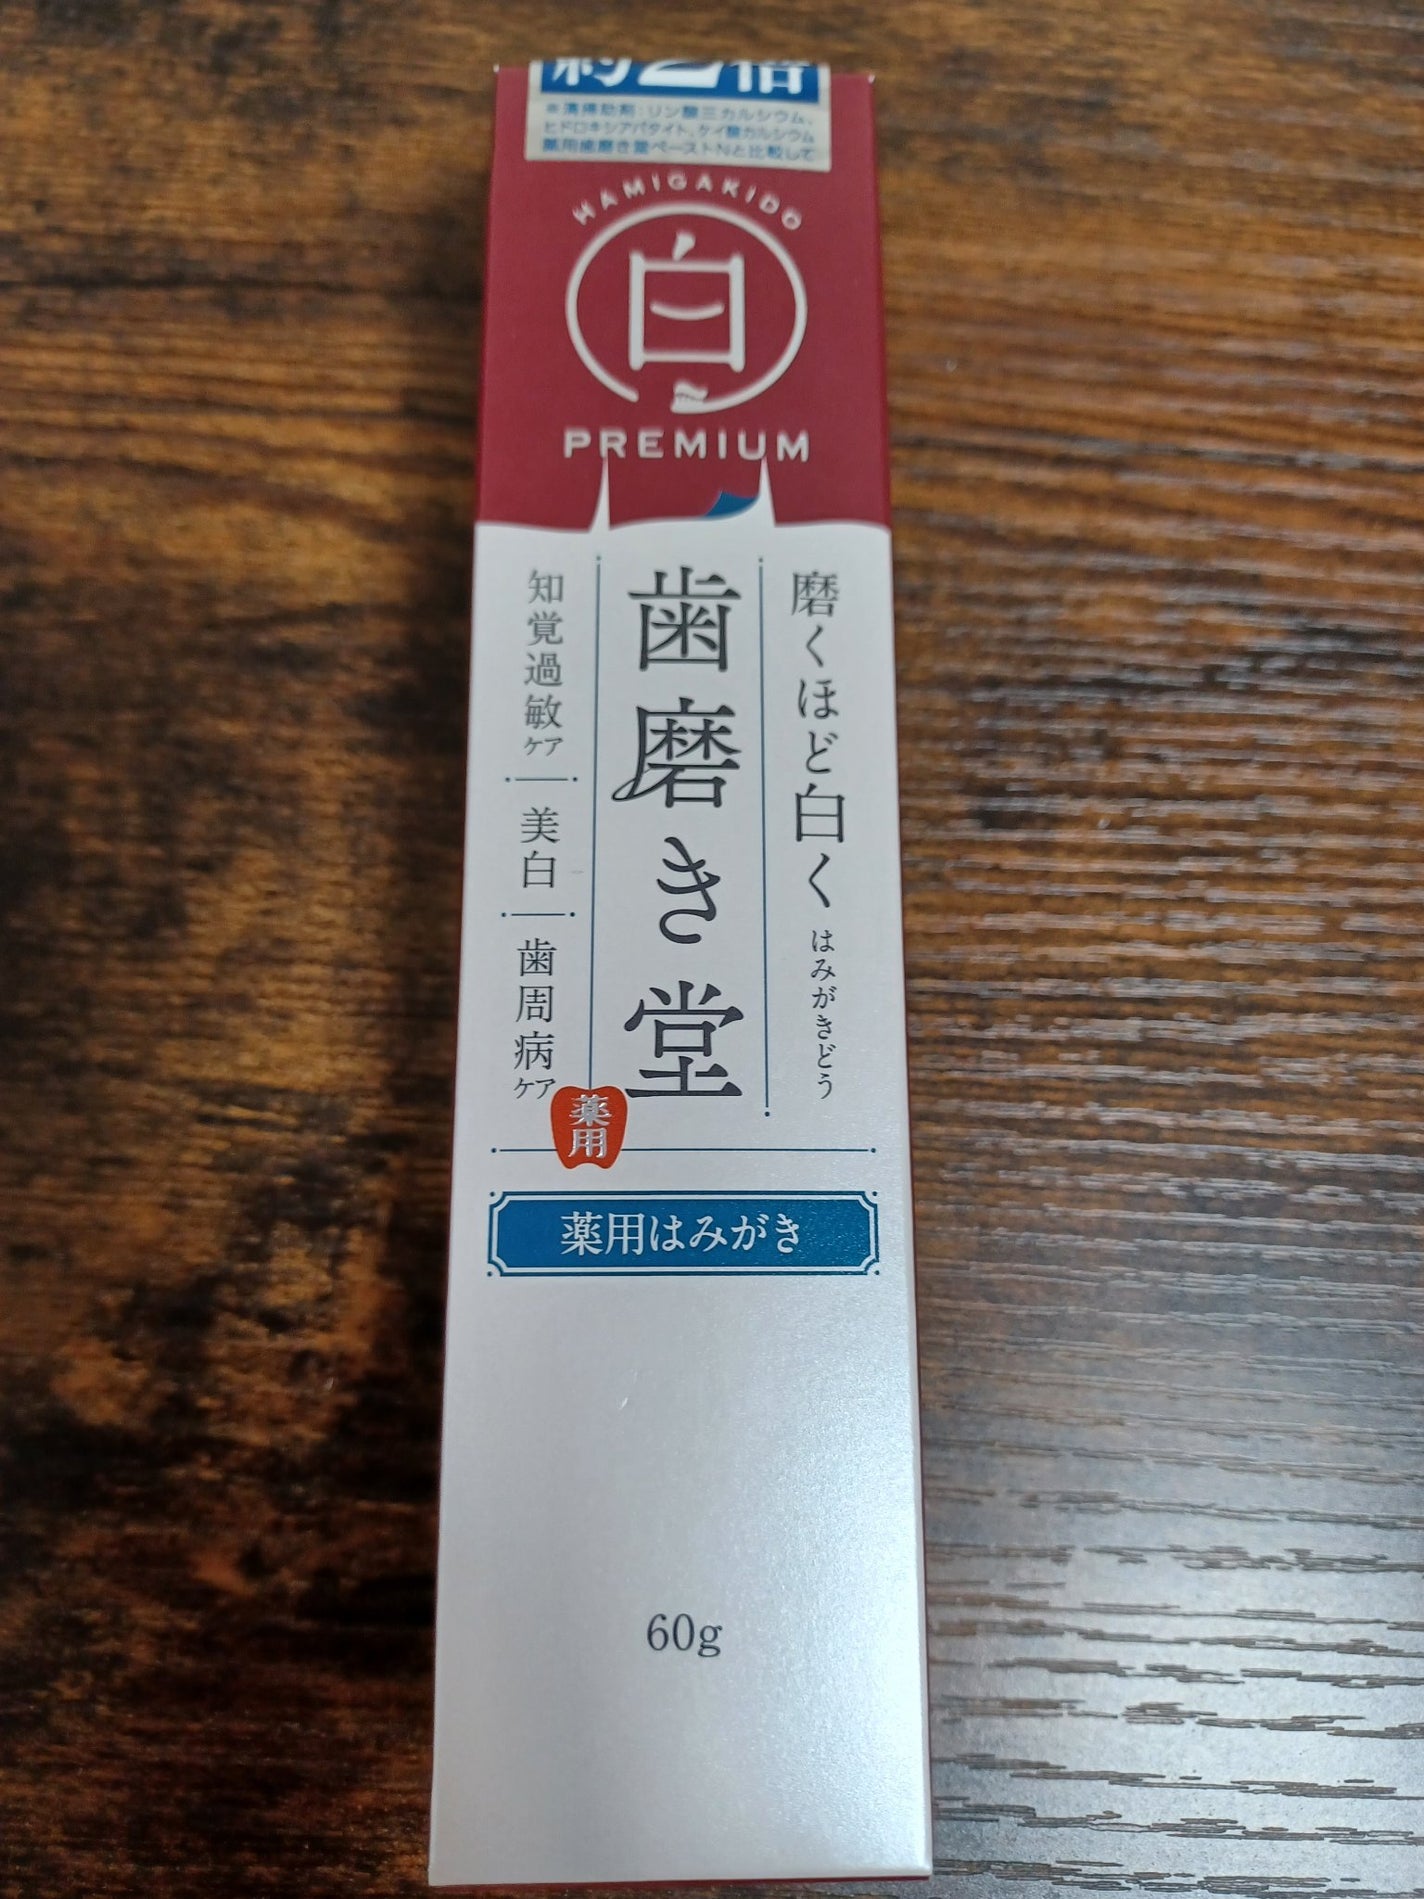 約2倍
※清掃助剤:リン酸三カルシウム、
ヒドロキシアパタイト、ケイ酸カルシウム
薬用歯磨き堂ペーストNと比較して
HAMIGAKIDO
白
PREMIUM
磨くほど白く はみがきどう
歯磨き堂
知覚過敏ケア
美白
歯周病ケア
薬用
薬用はみがき
60g